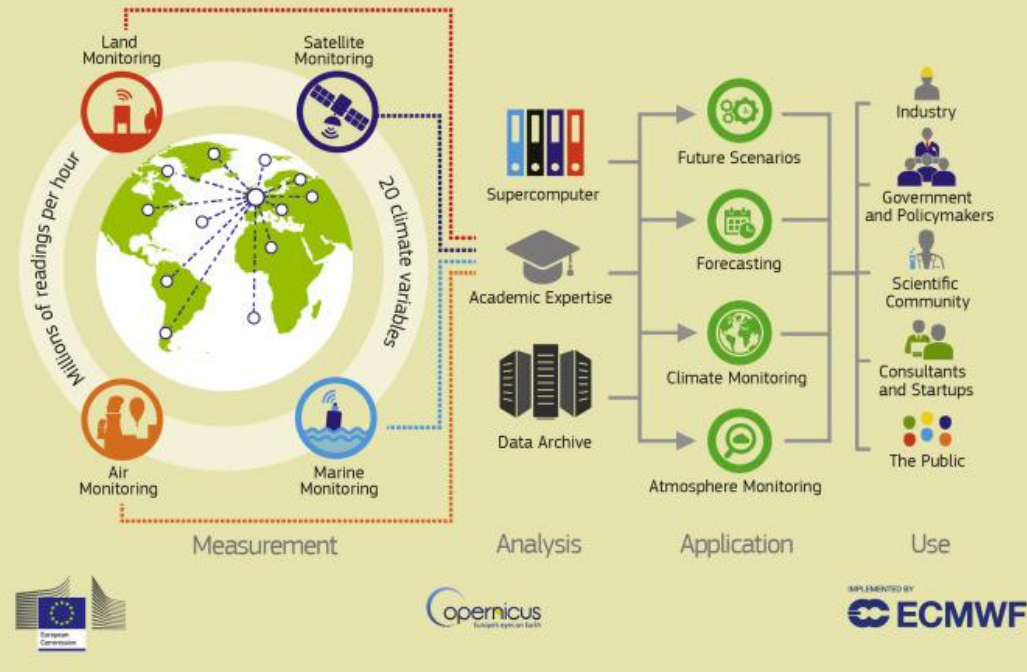 Land
Monitoring
Satellite
Monitoring
Millions of readings per hour
20 climate variables
Air
Monitoring
Marine
Monitoring
Measurement
Supercomputer
Academic Expertise
Data Archive
Analysis
Future Scenarios
Forecasting
Climate Monitoring
Atmosphere Monitoring
Application
Industry
Government
and Policymakers
Scientific
Community
Consultants
and Startups
The Public
Use
European
Commission
opernicus
Europe's eyes on Earth
IMPLEMENTED BY
ECMWF